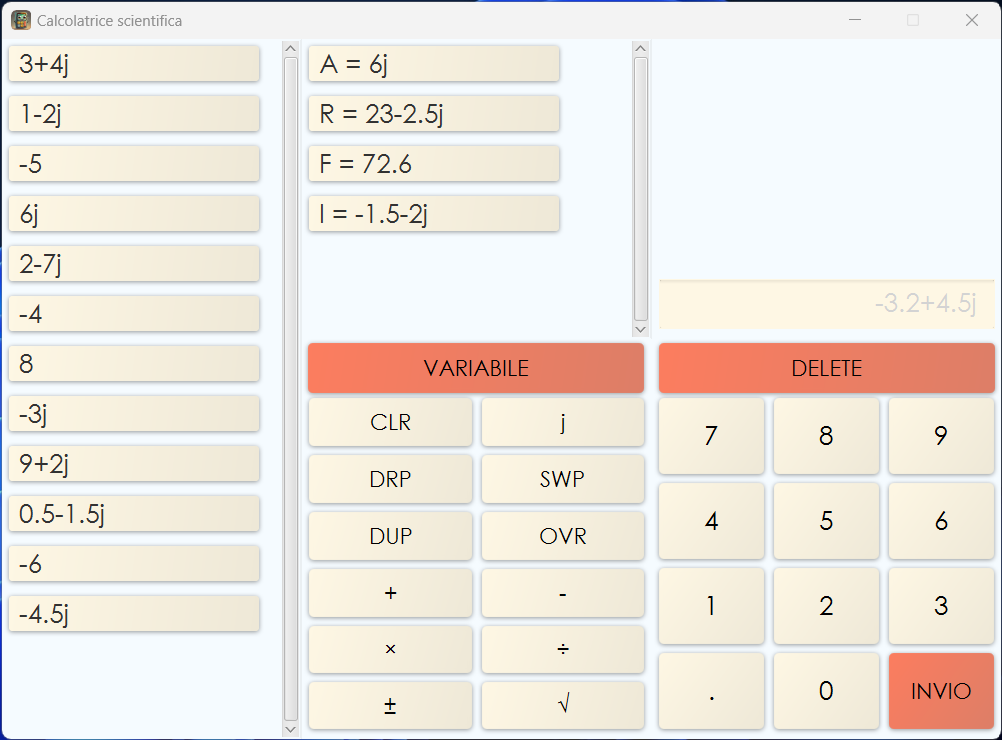 Calcolatrice scientifica
3+4j
1-2j
-5
6j
2-7j
-4
8
-3j
9+2j
0.5-1.5j
-6
-4.5j
A = 6j
R = 23-2.5j
F = 72.6
I = -1.5-2j
VARIABILE
CLR j
DRP SWP
DUP OVR
+ -
× ÷
± √
-3.2+4.5j
DELETE
7 8 9
4 5 6
1 2 3
. 0 INVIO